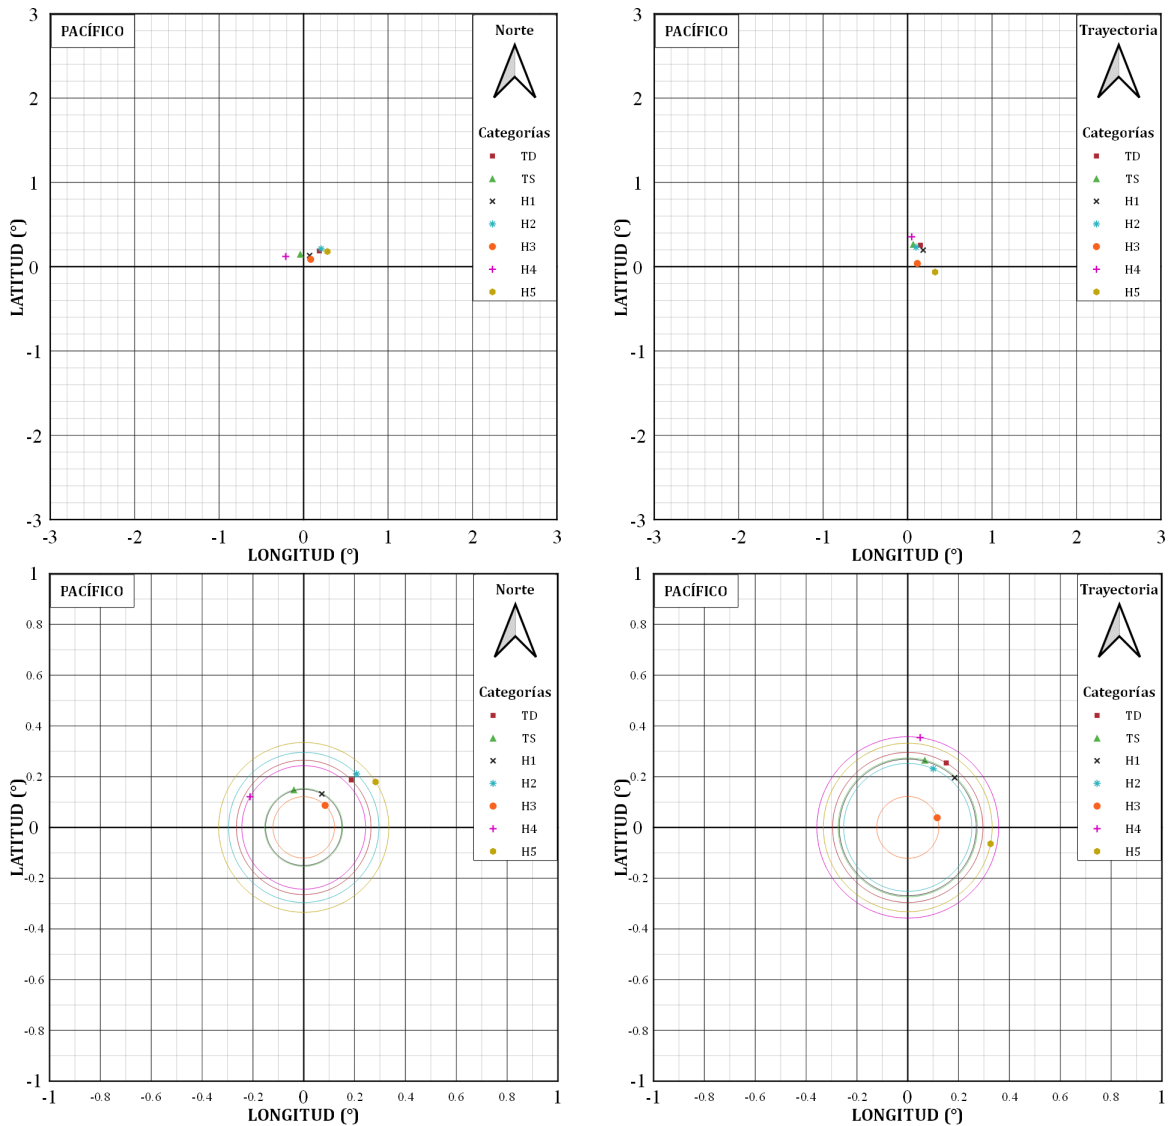 PACÍFICO
Norte
Categorías
TD
TS
H1
H2
H3
H4
H5
3
2
1
0
-1
-2
-3
-3
-2
-1
0
1
2
3
LATITUD (°)
LONGITUD (°)
PACÍFICO
Trayectoria
Categorías
TD
TS
H1
H2
H3
H4
H5
3
2
1
0
-1
-2
-3
-3
-2
-1
0
1
2
3
LATITUD (°)
LONGITUD (°)
PACÍFICO
Norte
Categorías
TD
TS
H1
H2
H3
H4
H5
1
0.8
0.6
0.4
0.2
0
-0.2
-0.4
-0.6
-0.8
-1
-1
-0.8
-0.6
-0.4
-0.2
0
0.2
0.4
0.6
0.8
1
LATITUD (°)
LONGITUD (°)
PACÍFICO
Trayectoria
Categorías
TD
TS
H1
H2
H3
H4
H5
1
0.8
0.6
0.4
0.2
0
-0.2
-0.4
-0.6
-0.8
-1
-1
-0.8
-0.6
-0.4
-0.2
0
0.2
0.4
0.6
0.8
1
LATITUD (°)
LONGITUD (°)